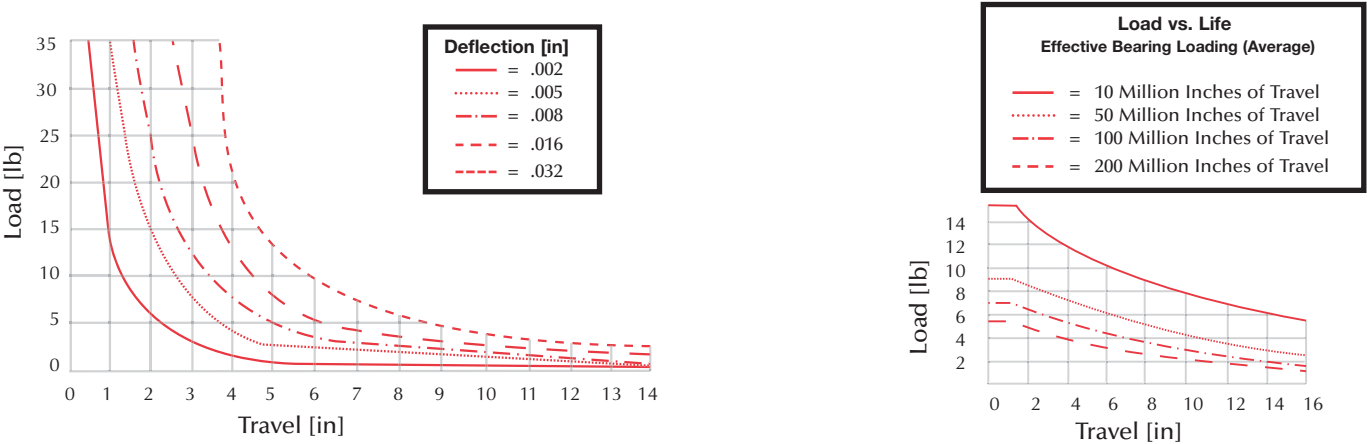 Deflection [in]
= .002
= .005
= .008
= .016
= .032
35
30
25
20
15
10
5
0
Load [lb]
0 1 2 3 4 5 6 7 8 9 10 11 12 13 14
Travel [in]
Load vs. Life
Effective Bearing Loading (Average)
= 10 Million Inches of Travel
= 50 Million Inches of Travel
= 100 Million Inches of Travel
= 200 Million Inches of Travel
14
12
10
8
6
4
2
Load [lb]
0 2 4 6 8 10 12 14 16
Travel [in]